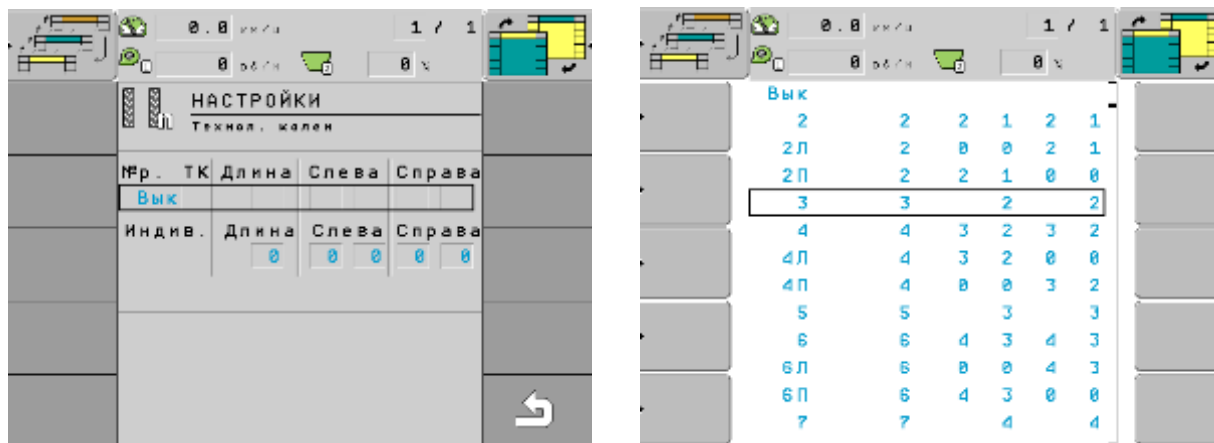 0.0 км/ч 1 / 1
0 об/м 0 %
НАСТРОЙКИ
Технол. колеи
№р. ТК Длина Слева Справа
Вык
Индив. Длина Слева Справа
0 0 0 0 0
0.0 км/ч 1 / 1
0 об/м 0 %
Вык
2 2 2 1 2 1
2Л 2 0 0 2 1
2П 2 2 1 0 0
3 3 2 2
4 4 3 2 3 2
4Л 4 3 2 0 0
4П 4 0 0 3 2
5 5 3 3
6 6 4 3 4 3
6Л 6 0 0 4 3
6П 6 4 3 0 0
7 7 4 4